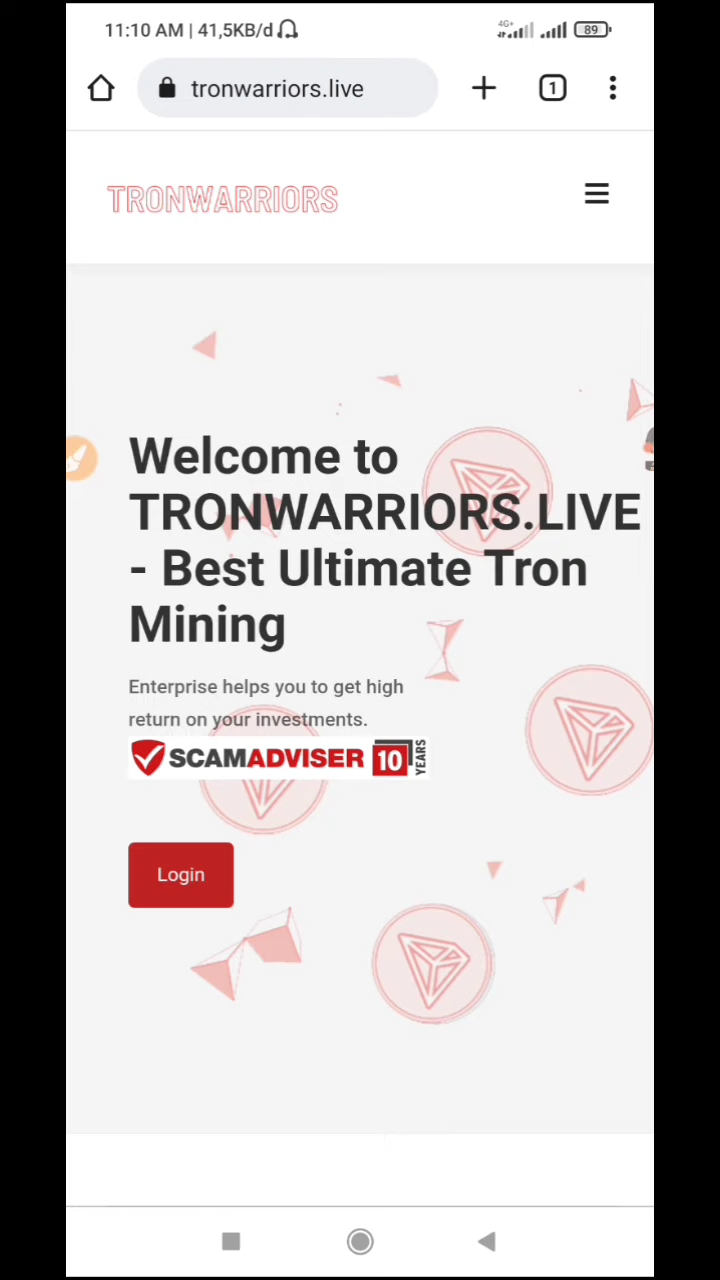 11:10 AM | 41,5KB/d
4G+
89
tronwarriors.live
1
TRONWARRIORS
Welcome to
TRONWARRIORS.LIVE
- Best Ultimate Tron
Mining
Enterprise helps you to get high
return on your investments.
SCAMADVISER 10 YEARS
Login